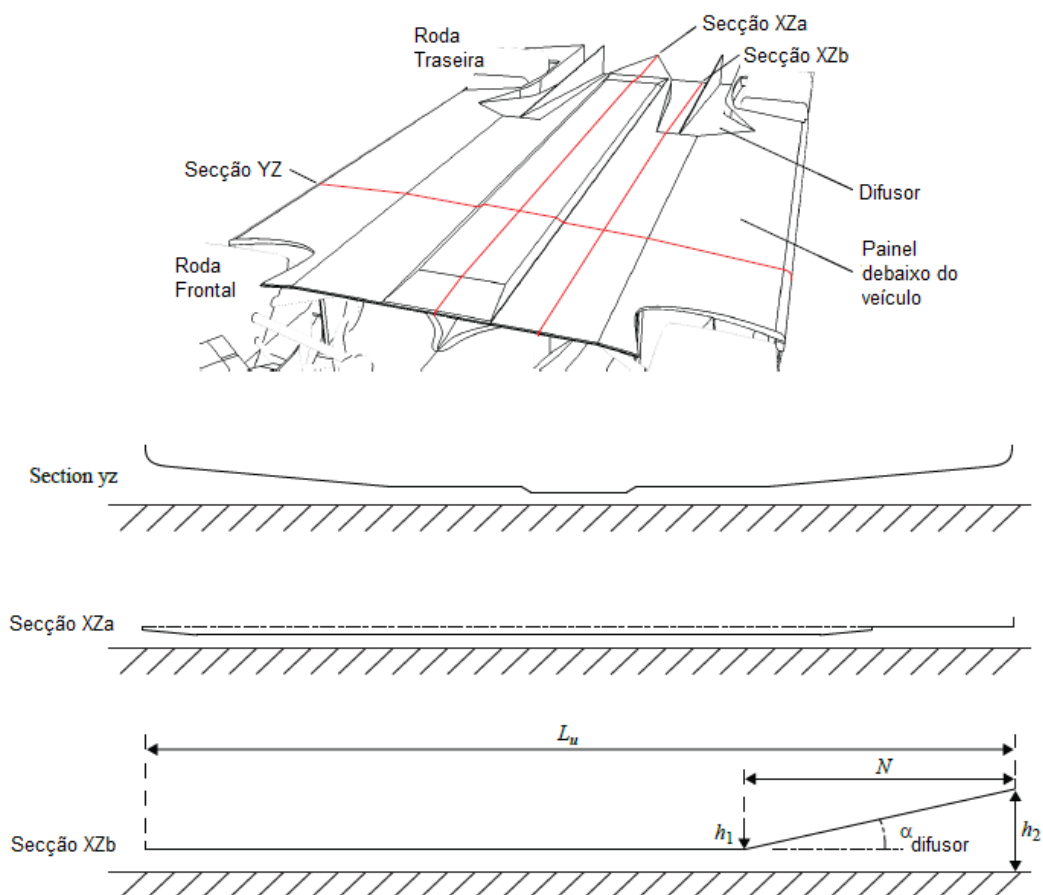 Secção XZa
Roda
Traseira
Secção XZb
Secção YZ
Difusor
Painel
debaixo do
veículo
Roda
Frontal
Section yz
Secção XZa
L_u
N
h_1
α
difusor
h_2
Secção XZb